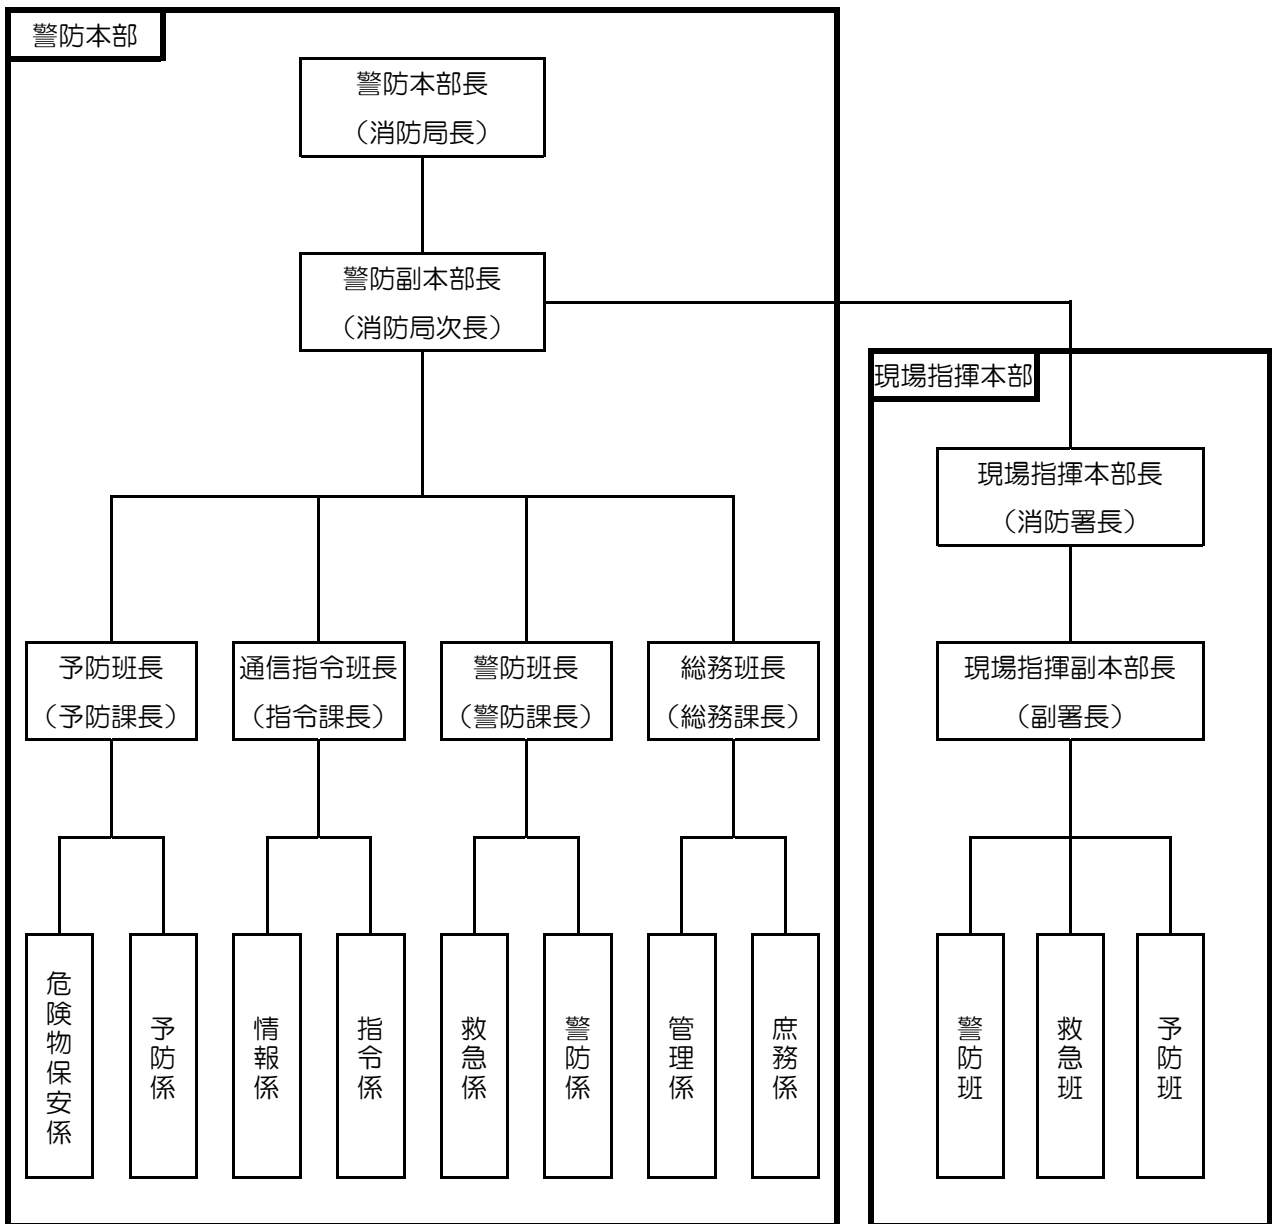 警防本部
警防本部長
（消防局長）
警防副本部長
（消防局次長）
現場指揮本部
現場指揮本部長
（消防署長）
予防班長
（予防課長）
通信指令班長
（指令課長）
警防班長
（警防課長）
総務班長
（総務課長）
現場指揮副本部長
（副署長）
危険物保安係
予防係
情報係
指令係
救急係
警防係
管理係
庶務係
警防班
救急班
予防班